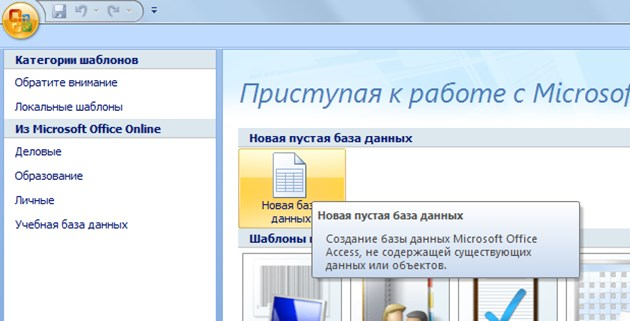 Категории шаблонов
Обратите внимание
Локальные шаблоны
Из Microsoft Office Online
Деловые
Образование
Личные
Учебная база данных
Приступая к работе с Microsof
Новая пустая база данных
Новая баз
данных
Новая пустая база данных
Создание базы данных Microsoft Office
Access, не содержащей существующих
данных или объектов.
Шаблоны